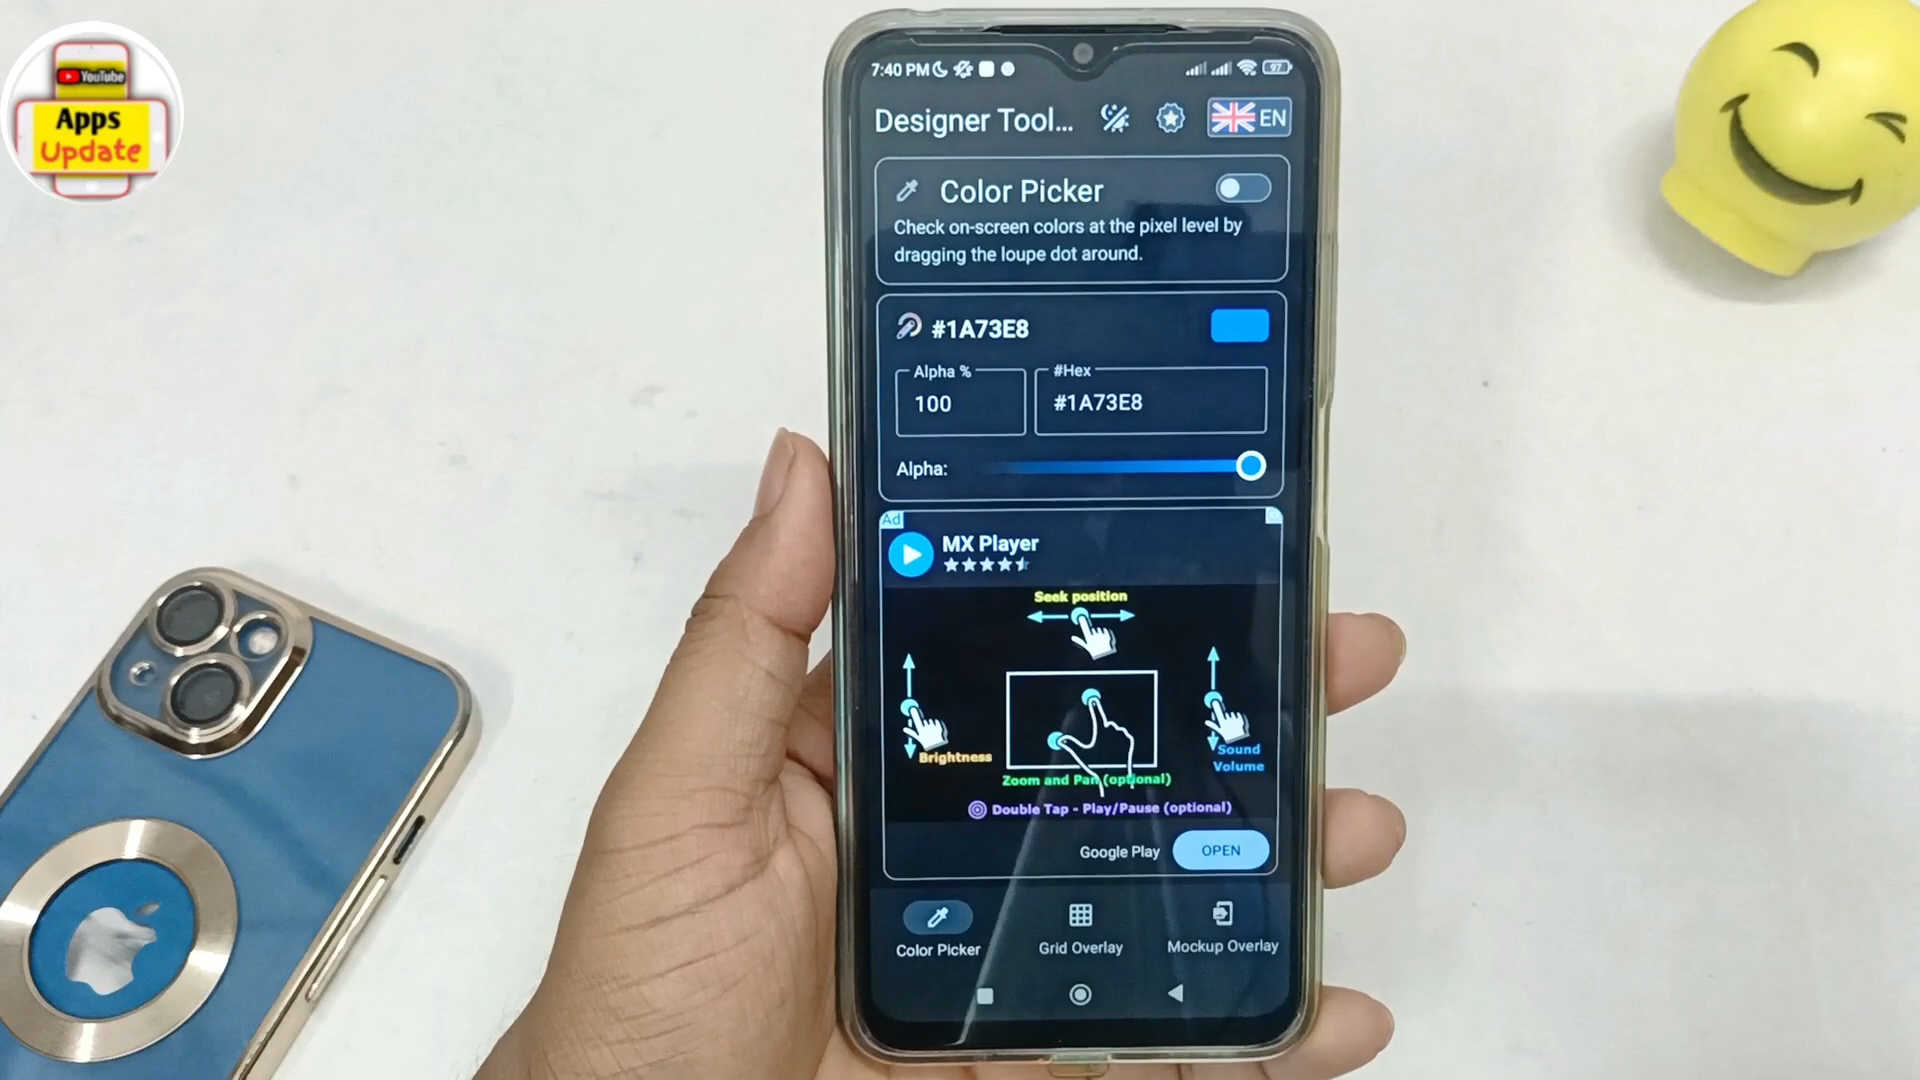 YouTube
Apps
Update
7:40 PM
97
Designer Tool...
EN
Color Picker
Check on-screen colors at the pixel level by
dragging the loupe dot around.
#1A73E8
Alpha %
#Hex
100
#1A73E8
Alpha:
Ad
MX Player
Seek position
Brightness
Sound
Volume
Zoom and Pan (optional)
Double Tap - Play/Pause (optional)
Google Play
OPEN
Color Picker
Grid Overlay
Mockup Overlay